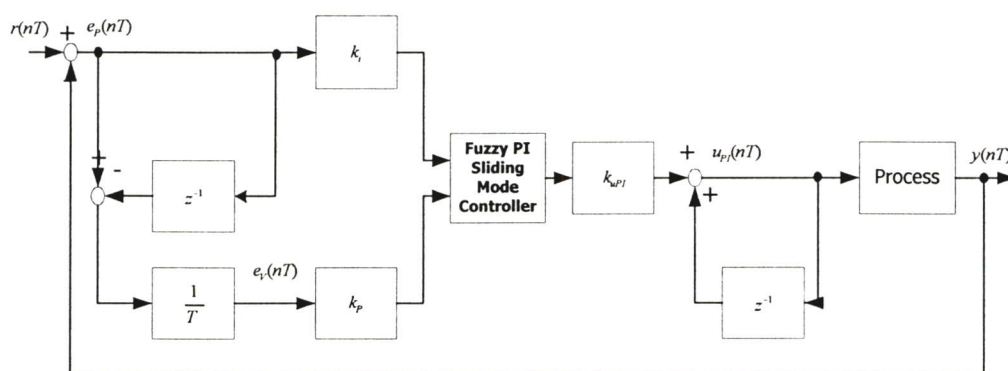 r(nT)
+
e_P(nT)
k_i
+
-
z^{-1}
1/T
e_V(nT)
k_P
Fuzzy PI
Sliding
Mode
Controller
k_{uPI}
+
+
u_{PI}(nT)
z^{-1}
Process
y(nT)